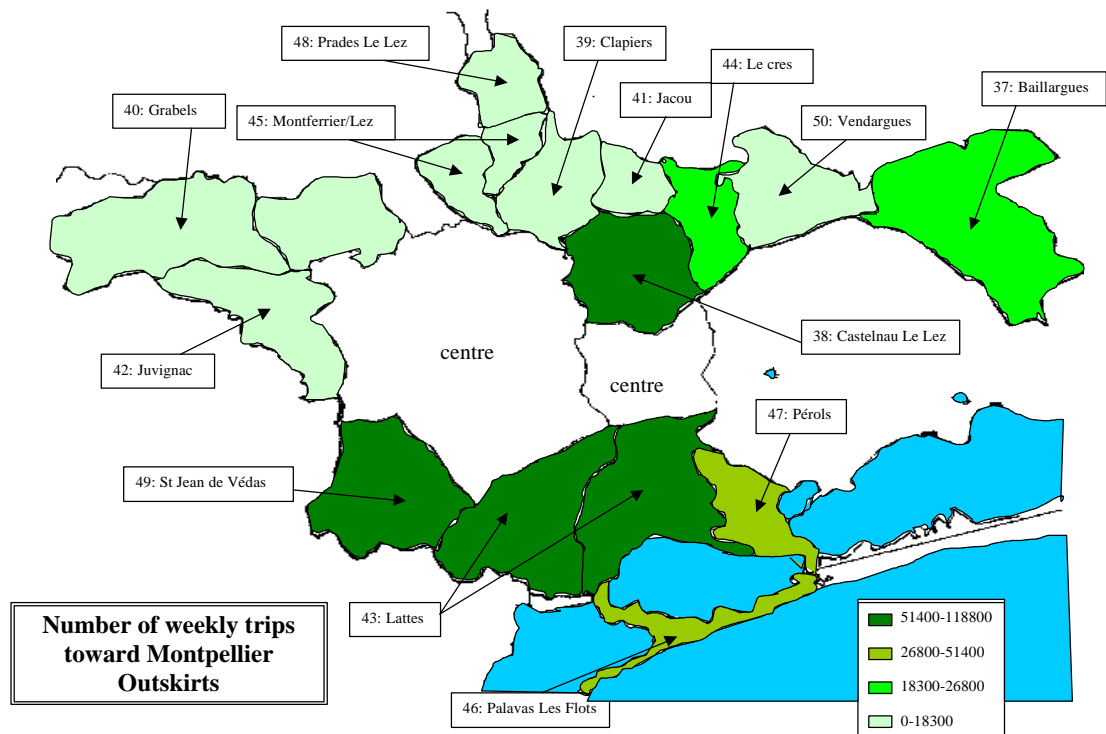 48: Prades Le Lez
39: Clapiers
44: Le cres
37: Baillargues
41: Jacou
40: Grabels
45: Montferrier/Lez
50: Vendargues
38: Castelnau Le Lez
centre
42: Juvignac
centre
47: Pérols
49: St Jean de Védas
43: Lattes
Number of weekly trips
toward Montpellier
Outskirts
51400-118800
26800-51400
18300-26800
0-18300
46: Palavas Les Flots